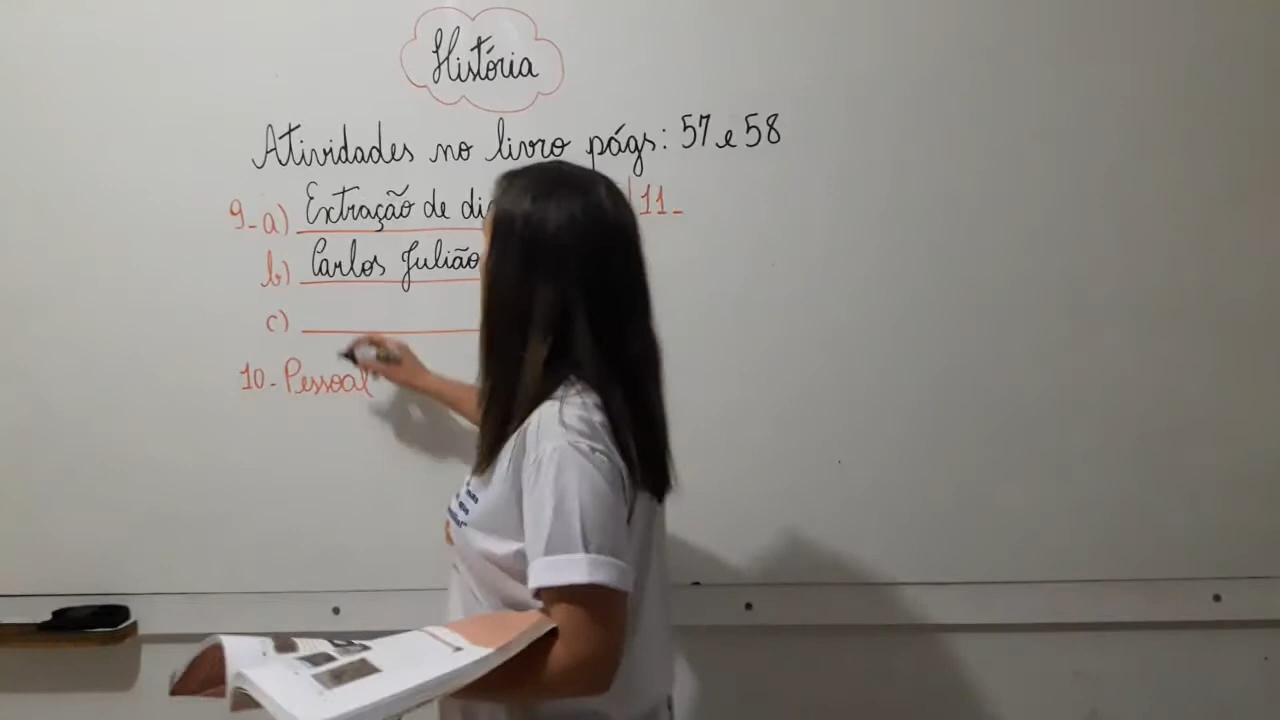 História
Atividades no livro págs: 57 e 58
9- a) Extração de di
11-
b) Carlos Julião
c)
10- Pessoal